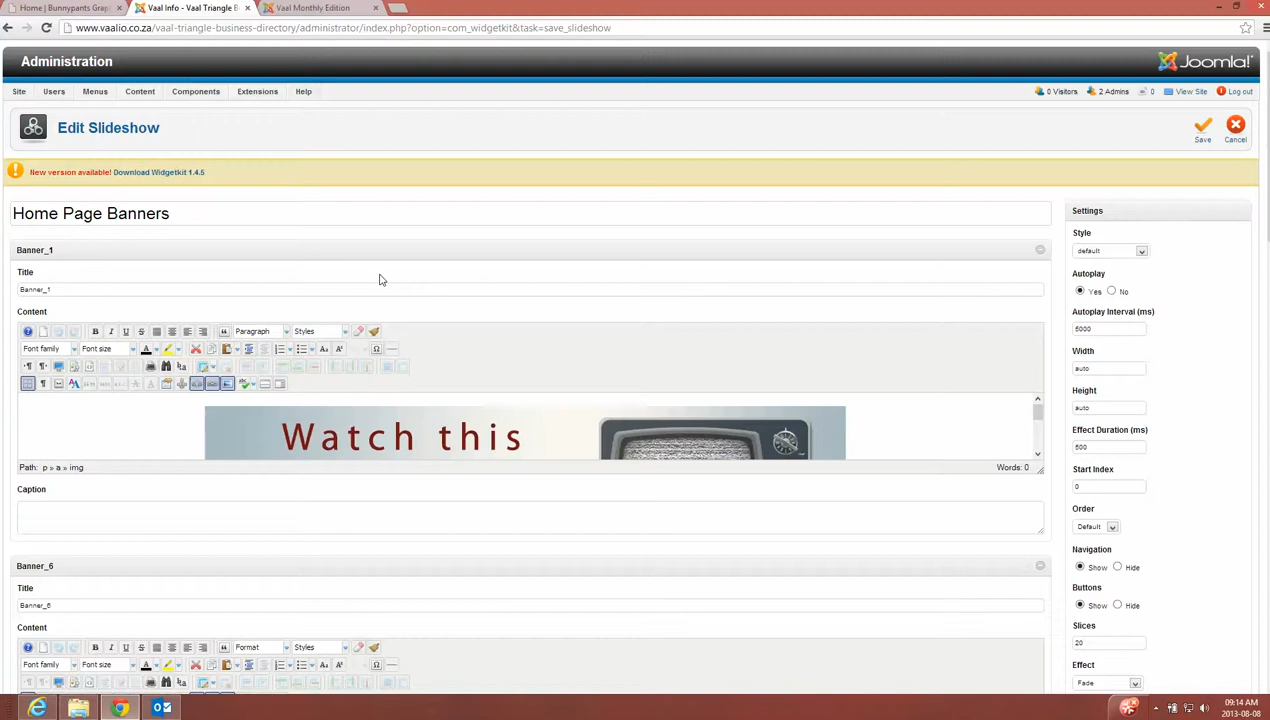 Home | Bunnypants Grap
Vaal Info - Vaal Triangle B
Vaal Monthly Edition
www.vaalio.co.za/vaal-triangle-business-directory/administrator/index.php?option=com_widgetkit&task=save_slideshow
Administration
Joomla!
Site Users Menus Content Components Extensions Help
0 Visitors 2 Admins 0 View Site Log out
Edit Slideshow
Save Cancel
New version available! Download Widgetkit 1.4.5
Home Page Banners
Settings
Banner_1
Style
default
Title
Autoplay
Banner_1
Yes No
Content
Autoplay Interval (ms)
5000
Paragraph Styles
Font family Font size
Width
auto
Height
auto
Watch this
Effect Duration (ms)
500
Path: p » a » img Words: 0
Start Index
0
Caption
Order
Default
Navigation
Show Hide
Banner_6
Title
Buttons
Banner_6
Show Hide
Content
Slices
20
Format Styles
Font family Font size
Effect
Fade
09:14 AM
2013-08-08